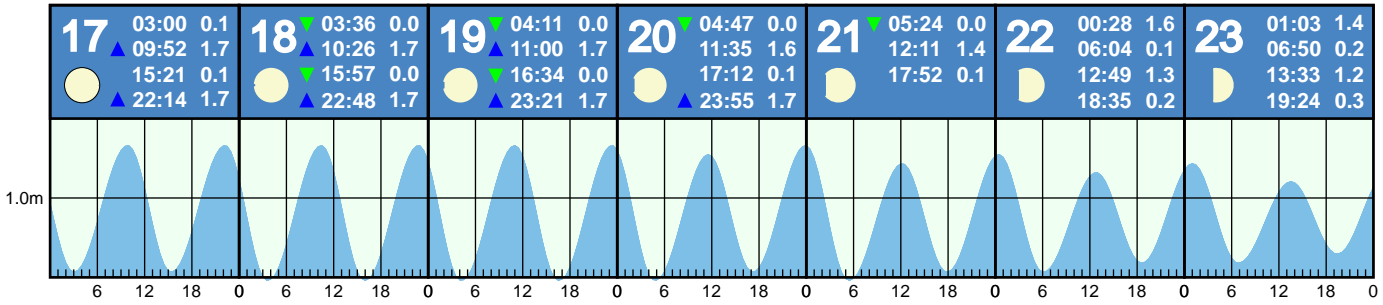 17 03:00 0.1
▲ 09:52 1.7
15:21 0.1
▲ 22:14 1.7
18 ▼ 03:36 0.0
▲ 10:26 1.7
▼ 15:57 0.0
▲ 22:48 1.7
19 ▼ 04:11 0.0
▲ 11:00 1.7
▼ 16:34 0.0
▲ 23:21 1.7
20 ▼ 04:47 0.0
11:35 1.6
17:12 0.1
▲ 23:55 1.7
21 ▼ 05:24 0.0
12:11 1.4
17:52 0.1
22 00:28 1.6
06:04 0.1
12:49 1.3
18:35 0.2
23 01:03 1.4
06:50 0.2
13:33 1.2
19:24 0.3
1.0m
6 12 18 0 6 12 18 0 6 12 18 0 6 12 18 0 6 12 18 0 6 12 18 0 6 12 18 0